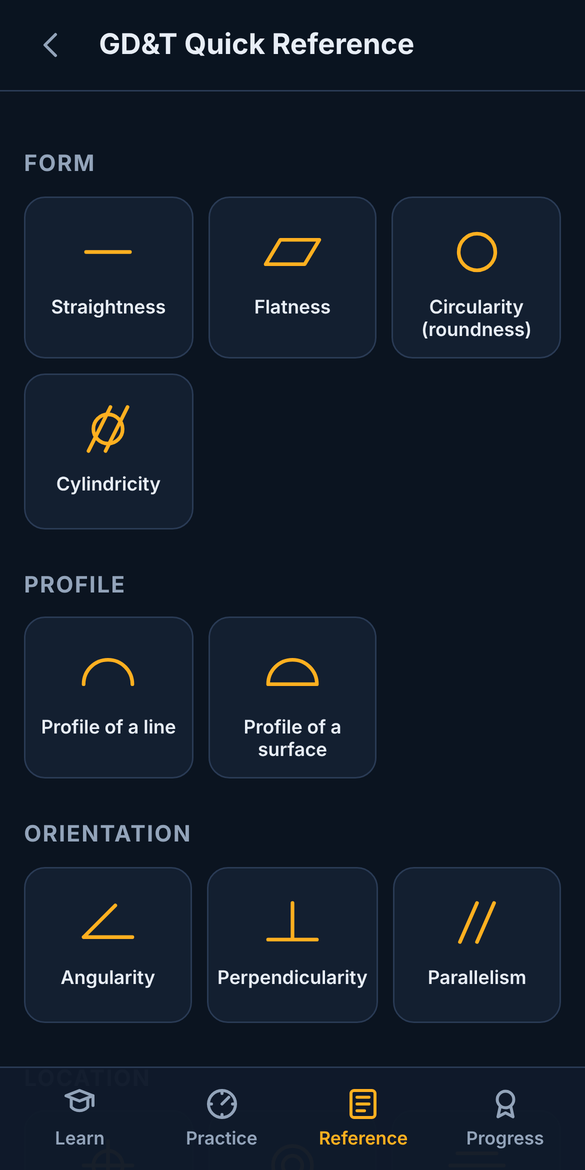 GD&T Quick Reference
FORM
Straightness
Flatness
Circularity
(roundness)
Cylindricity
PROFILE
Profile of a line
Profile of a
surface
ORIENTATION
Angularity
Perpendicularity
Parallelism
LOCATION
Learn
Practice
Reference
Progress